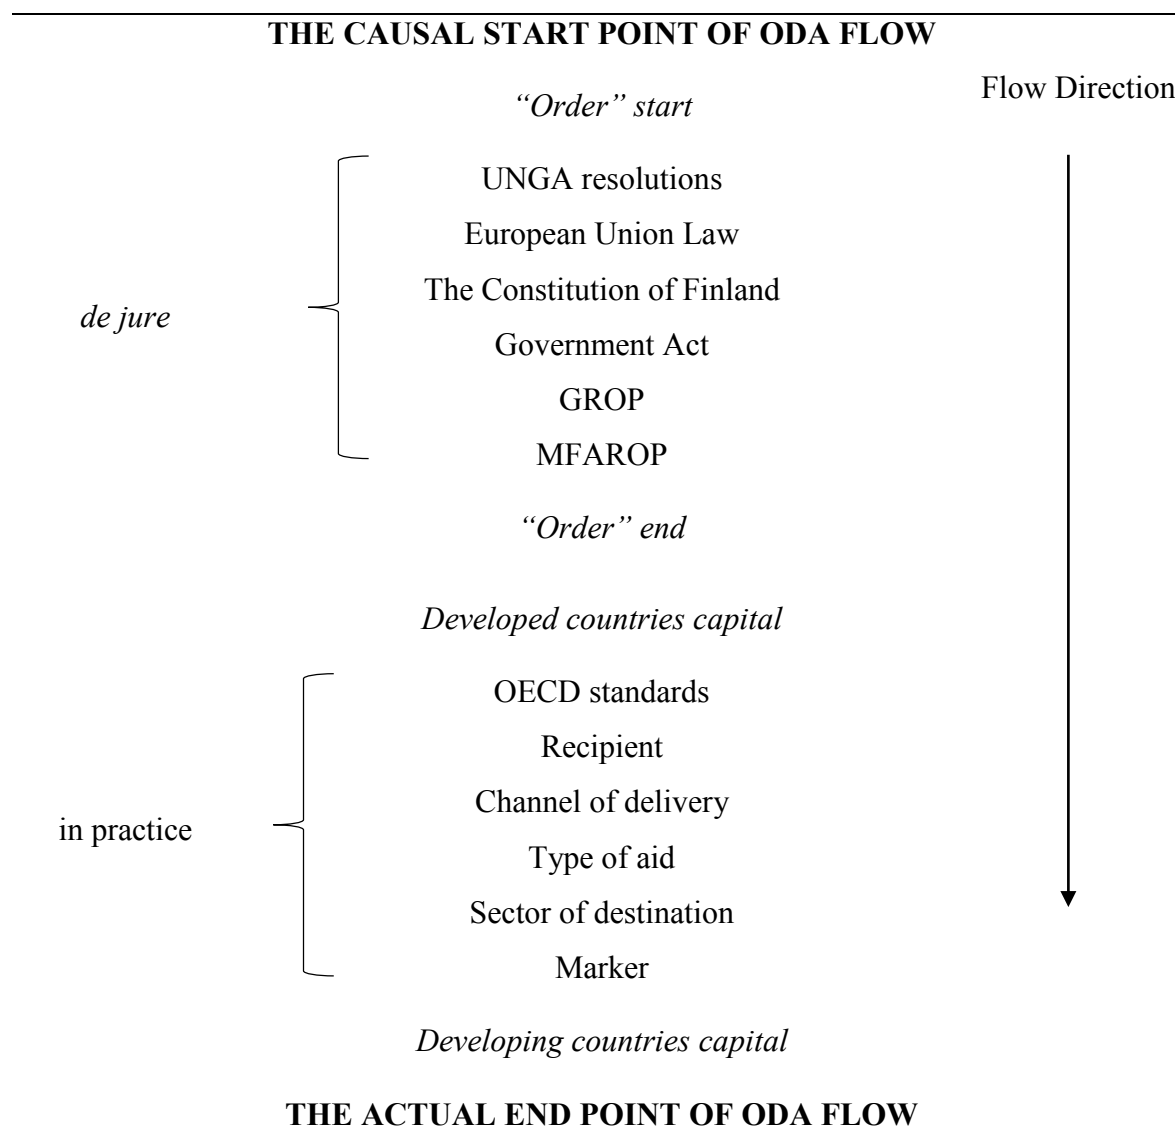 THE CAUSAL START POINT OF ODA FLOW
Flow Direction
“Order” start
UNGA resolutions
European Union Law
The Constitution of Finland
de jure
Government Act
GROP
MFAROP
“Order” end
Developed countries capital
OECD standards
Recipient
Channel of delivery
in practice
Type of aid
Sector of destination
Marker
Developing countries capital
THE ACTUAL END POINT OF ODA FLOW